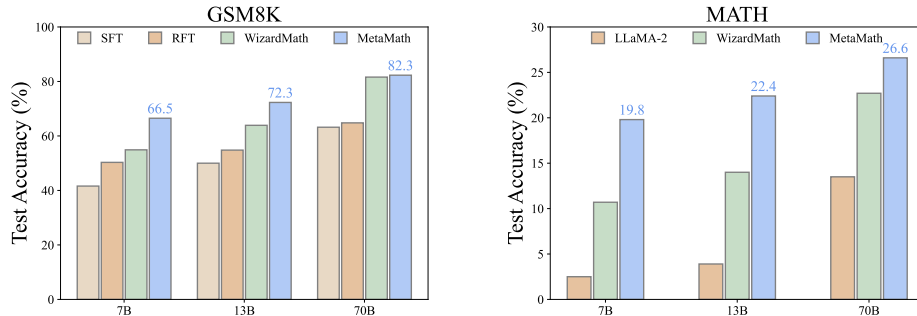 GSM8K
SFT RFT WizardMath MetaMath
Test Accuracy (%)
100
80
60
40
20
0
66.5
72.3
82.3
7B 13B 70B
MATH
LLaMA-2 WizardMath MetaMath
Test Accuracy (%)
30
25
20
15
10
5
0
19.8
22.4
26.6
7B 13B 70B